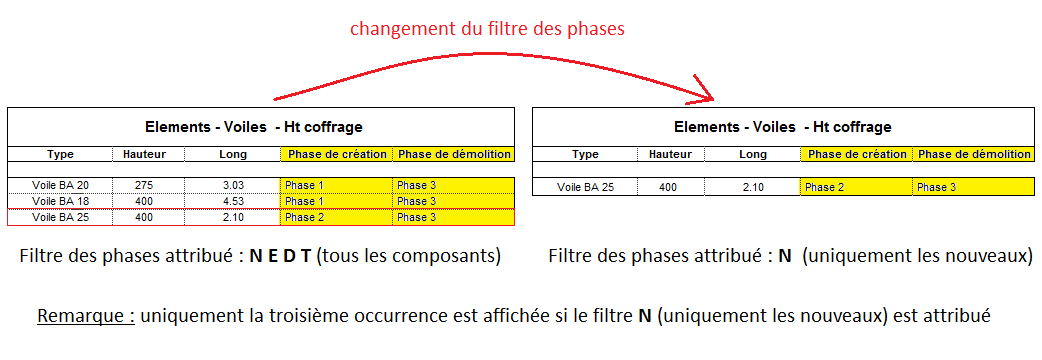 changement du filtre des phases
Elements - Voiles - Ht coffrage
Type Hauteur Long Phase de création Phase de démolition
Voile BA 20 275 3.03 Phase 1 Phase 3
Voile BA 18 400 4.53 Phase 1 Phase 3
Voile BA 25 400 2.10 Phase 2 Phase 3
Filtre des phases attribué : N E D T (tous les composants)
Elements - Voiles - Ht coffrage
Type Hauteur Long Phase de création Phase de démolition
Voile BA 25 400 2.10 Phase 2 Phase 3
Filtre des phases attribué : N (uniquement les nouveaux)
Remarque : uniquement la troisième occurrence est affichée si le filtre N (uniquement les nouveaux) est attribué